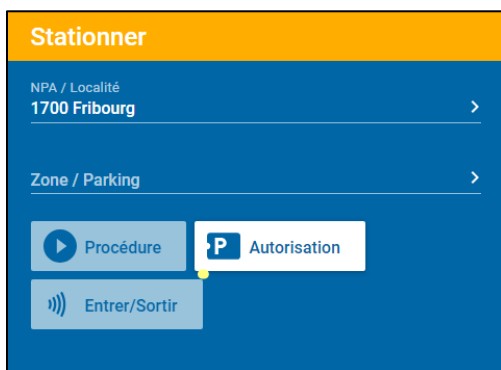 Stationner
NPA / Localité
1700 Fribourg
Zone / Parking
Procédure
P Autorisation
Entrer/Sortir